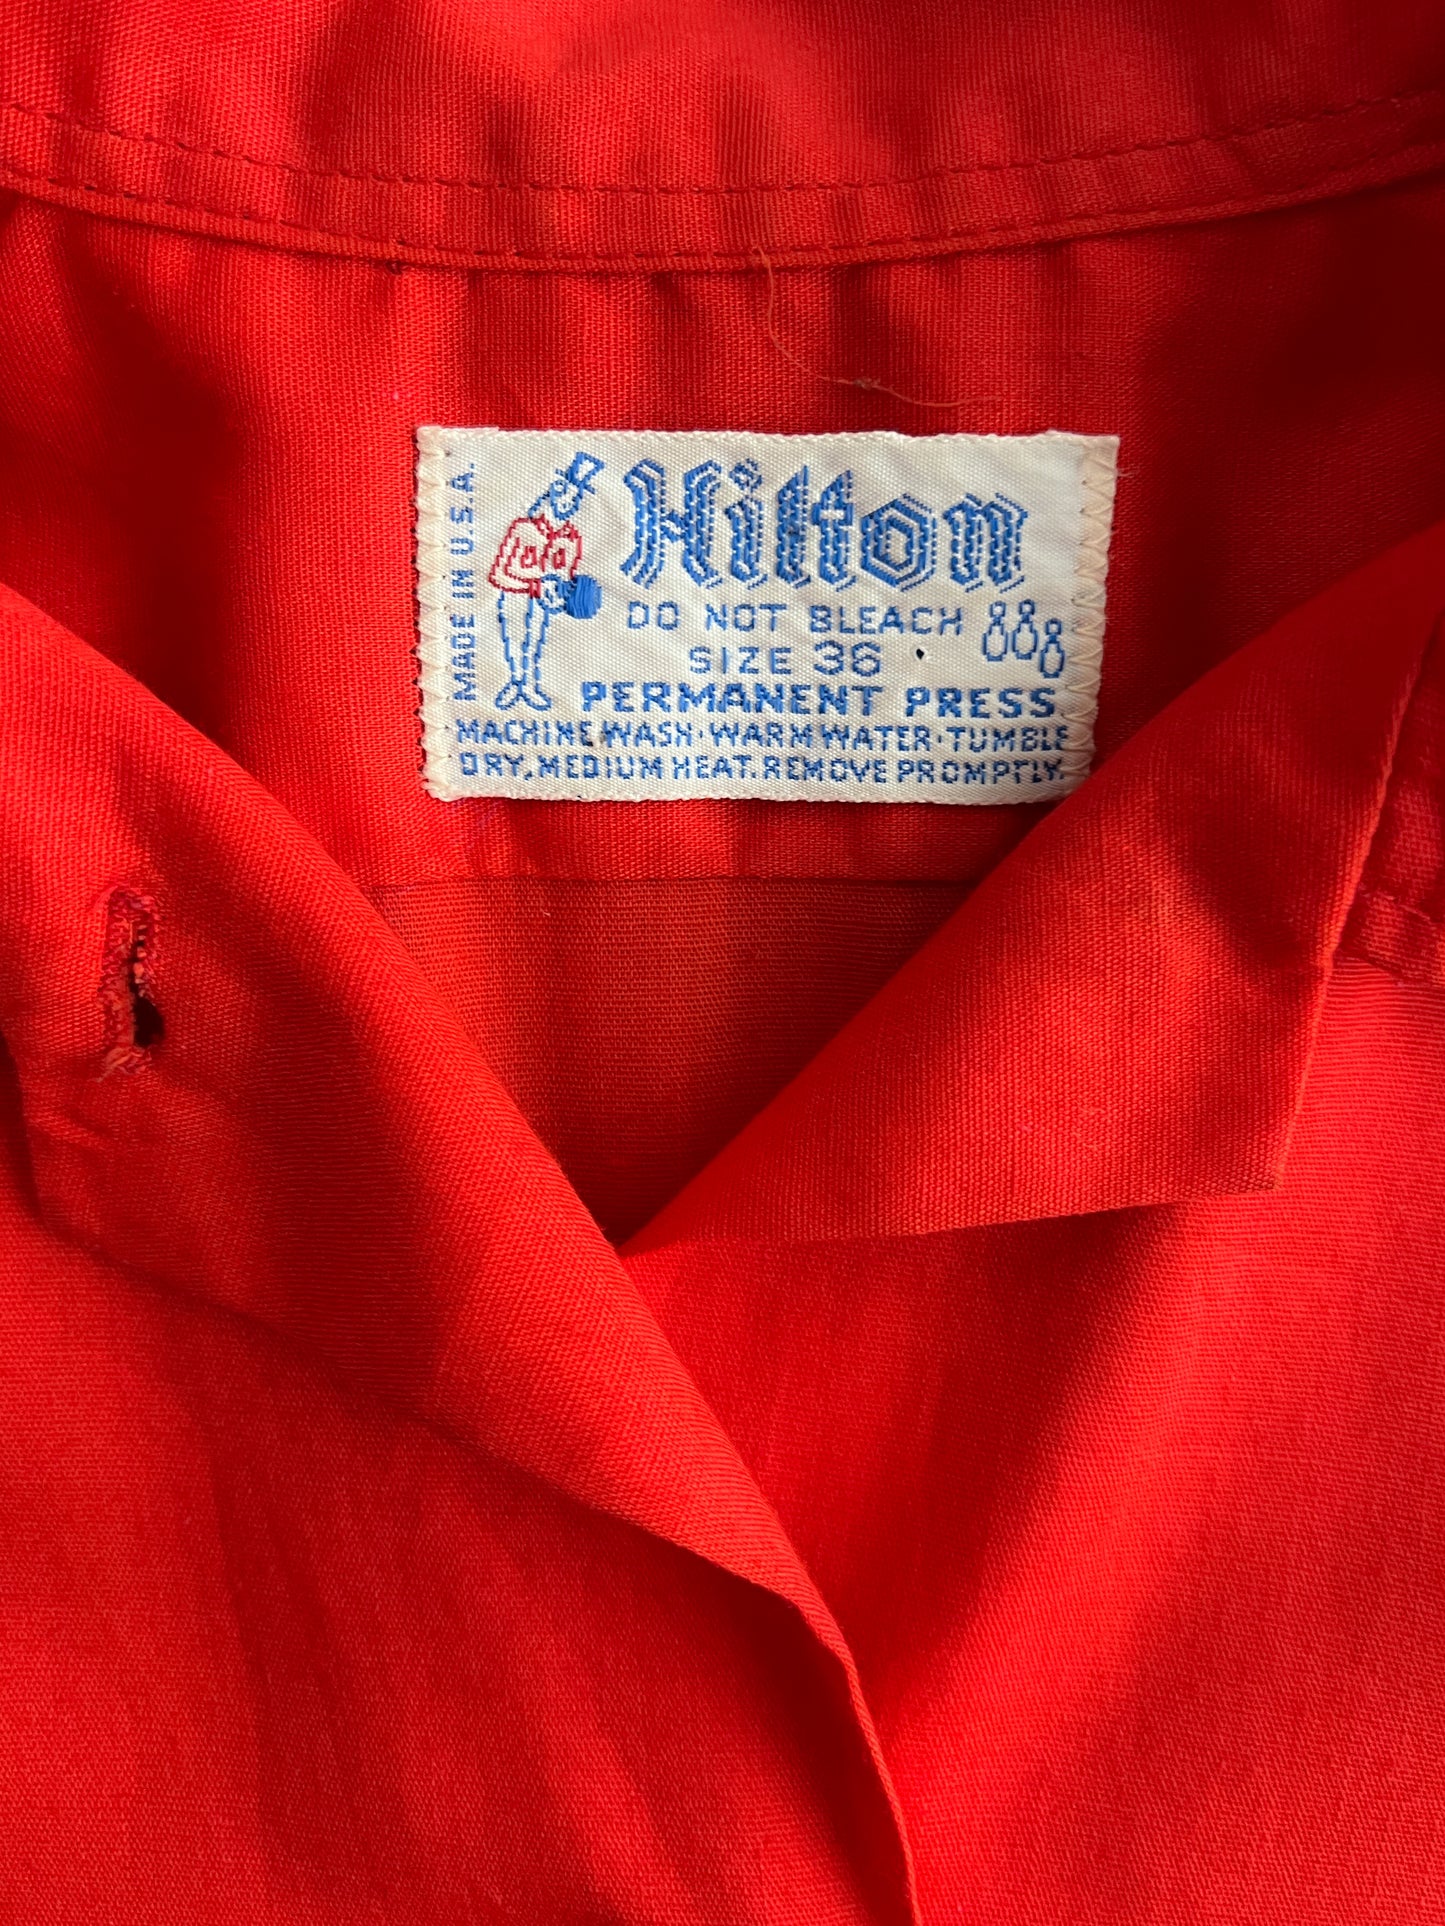 MADE IN U.S.A.
Hilton
DO NOT BLEACH
SIZE 36
PERMANENT PRESS
MACHINE WASH · WARM WATER · TUMBLE
DRY, MEDIUM HEAT. REMOVE PROMPTLY.